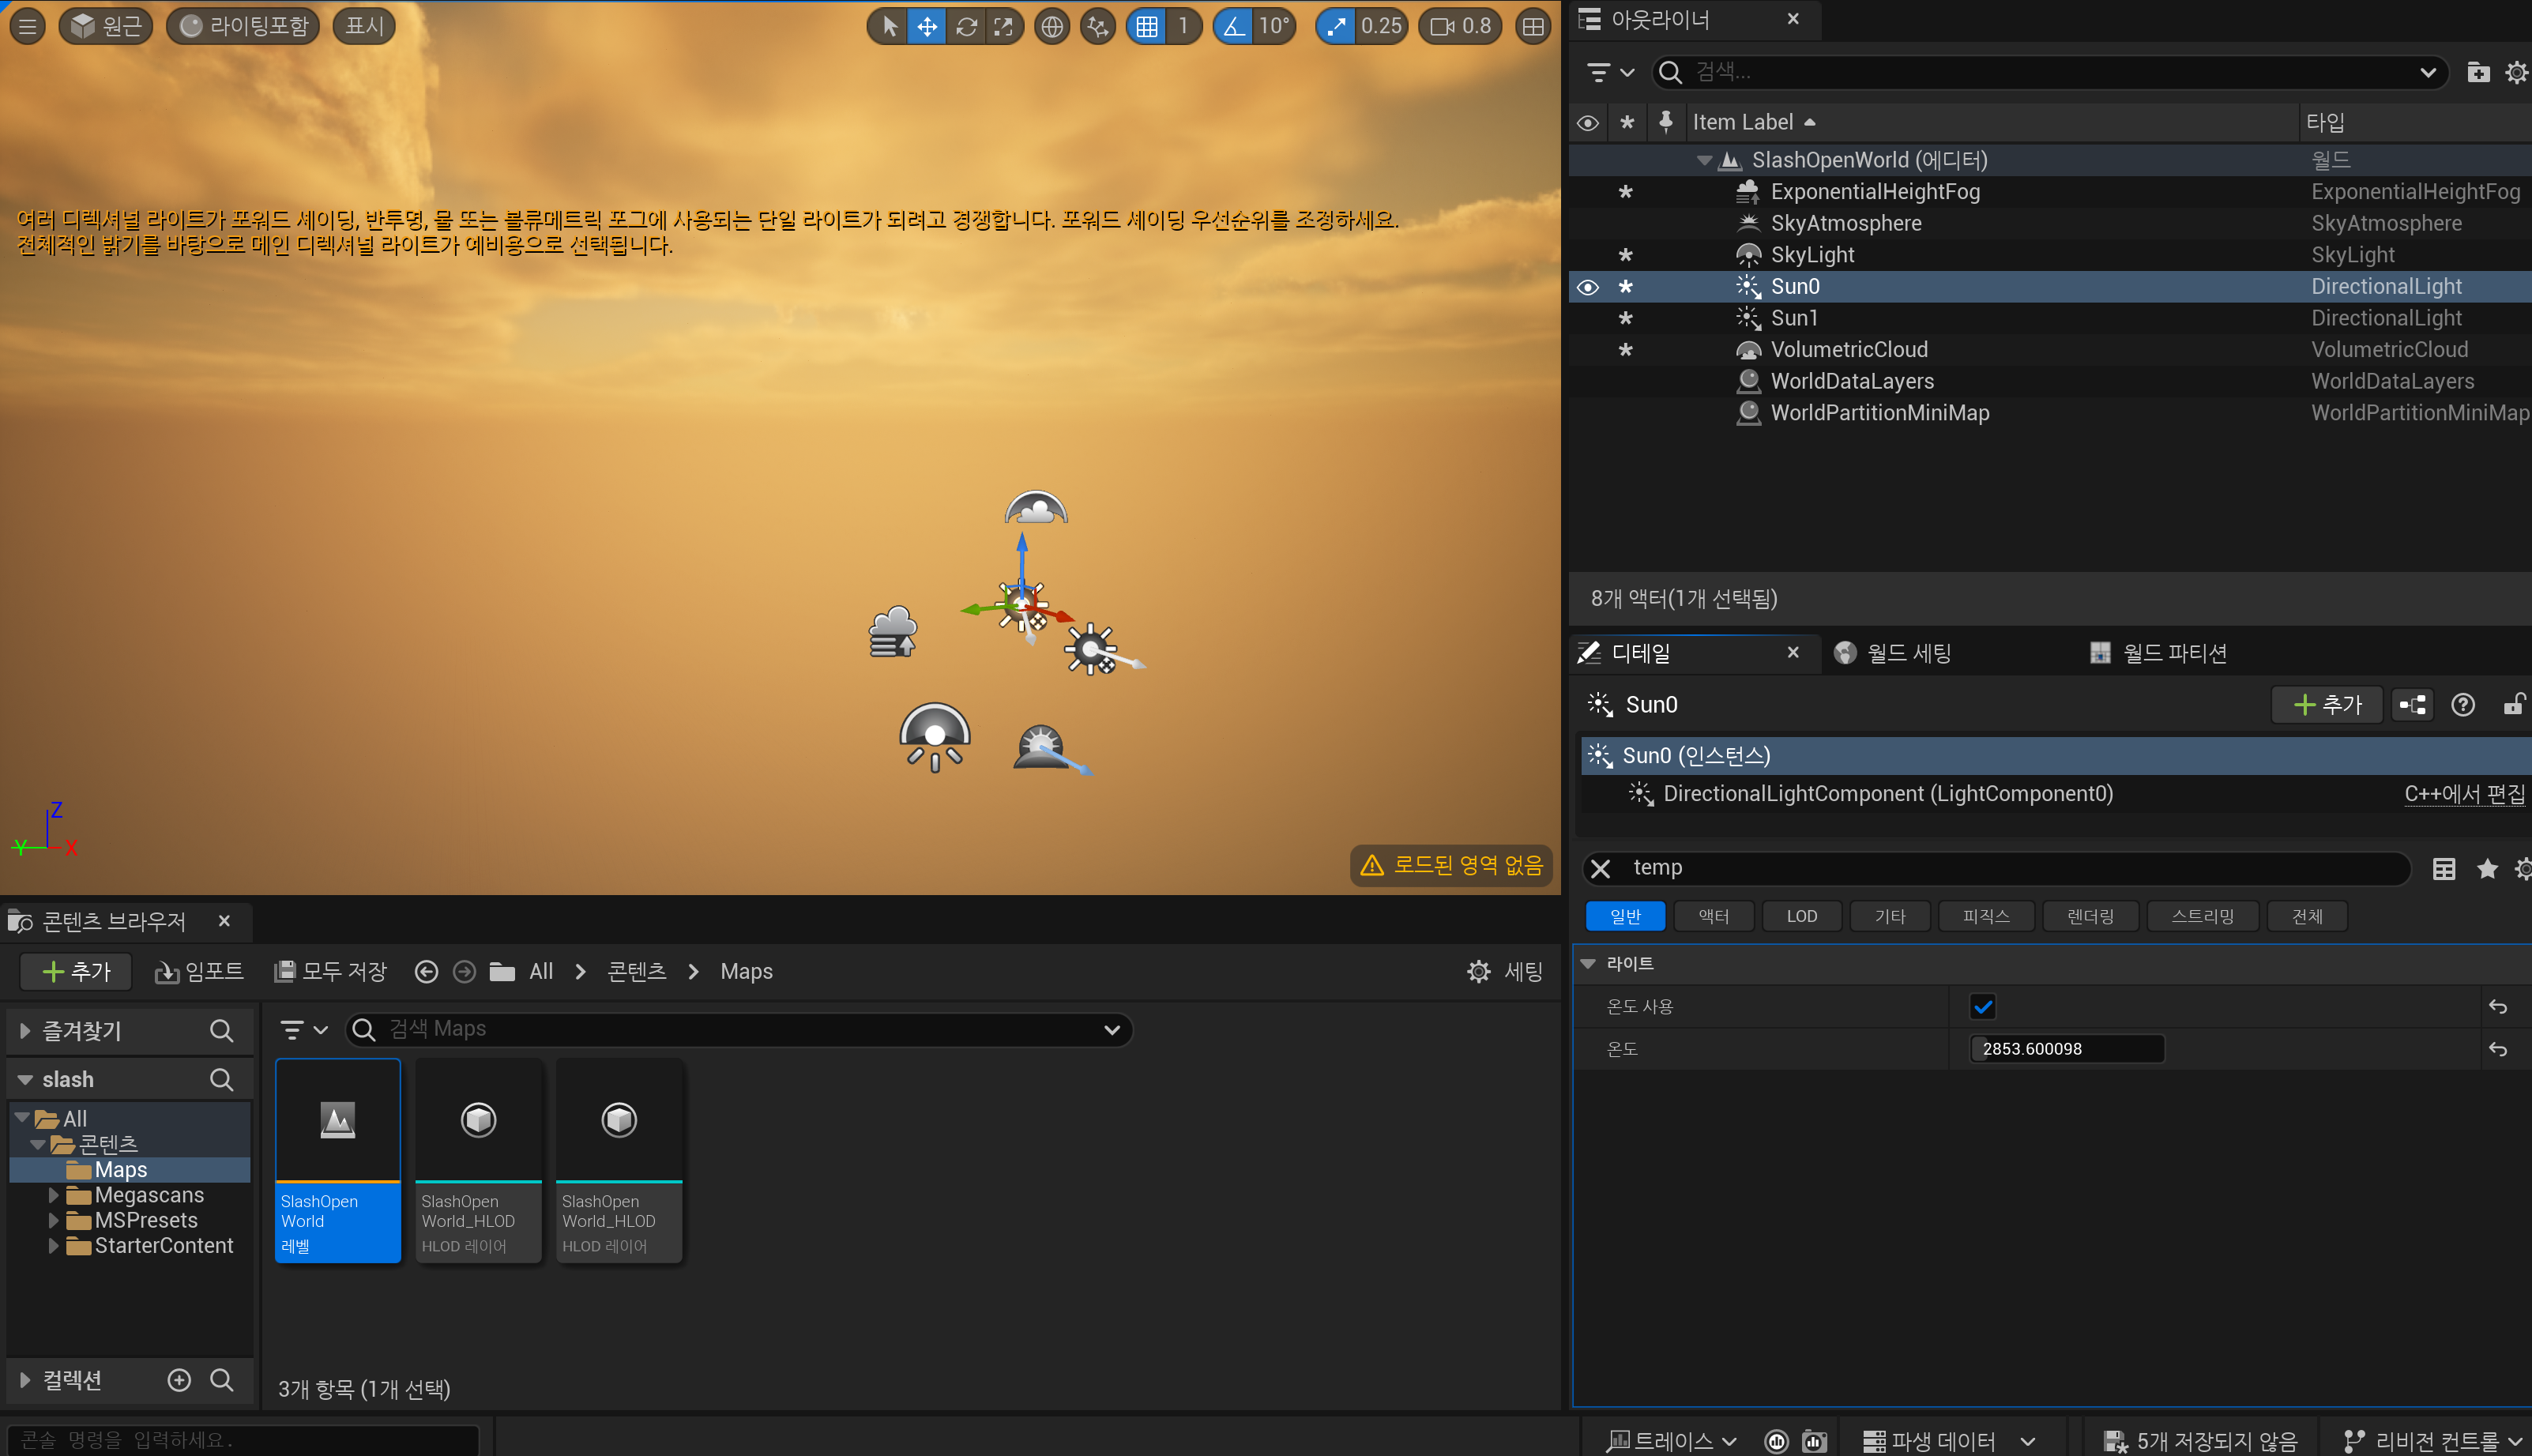 원근 라이팅포함 표시 1 10° 0.25 0.8
여러 디렉셔널 라이트가 포워드 셰이딩, 반투명, 물 또는 볼류메트릭 포그에 사용되는 단일 라이트가 되려고 경쟁합니다. 포워드 셰이딩 우선순위를 조정하세요.
전체적인 밝기를 바탕으로 메인 디렉셔널 라이트가 예비용으로 선택됩니다.
Z
Y X
로드된 영역 없음
아웃라이너
검색...
Item Label 타입
SlashOpenWorld (에디터) 월드
ExponentialHeightFog ExponentialHeightFog
SkyAtmosphere SkyAtmosphere
SkyLight SkyLight
Sun0 DirectionalLight
Sun1 DirectionalLight
VolumetricCloud VolumetricCloud
WorldDataLayers WorldDataLayers
WorldPartitionMiniMap WorldPartitionMiniMap
8개 액터(1개 선택됨)
디테일 월드 세팅 월드 파티션
Sun0 추가
Sun0 (인스턴스)
DirectionalLightComponent (LightComponent0) C++에서 편집
temp
일반 액터 LOD 기타 피직스 렌더링 스트리밍 전체
라이트
온도 사용
온도 2853.600098
콘텐츠 브라우저
추가 임포트 모두 저장 All 콘텐츠 Maps 세팅
즐겨찾기
slash
All
콘텐츠
Maps
Megascans
MSPresets
StarterContent
컬렉션
검색 Maps
SlashOpen
World
레벨
SlashOpen
World_HLOD
HLOD 레이어
SlashOpen
World_HLOD
HLOD 레이어
3개 항목 (1개 선택)
콘솔 명령을 입력하세요.
트레이스 파생 데이터 5개 저장되지 않음 리비전 컨트롤